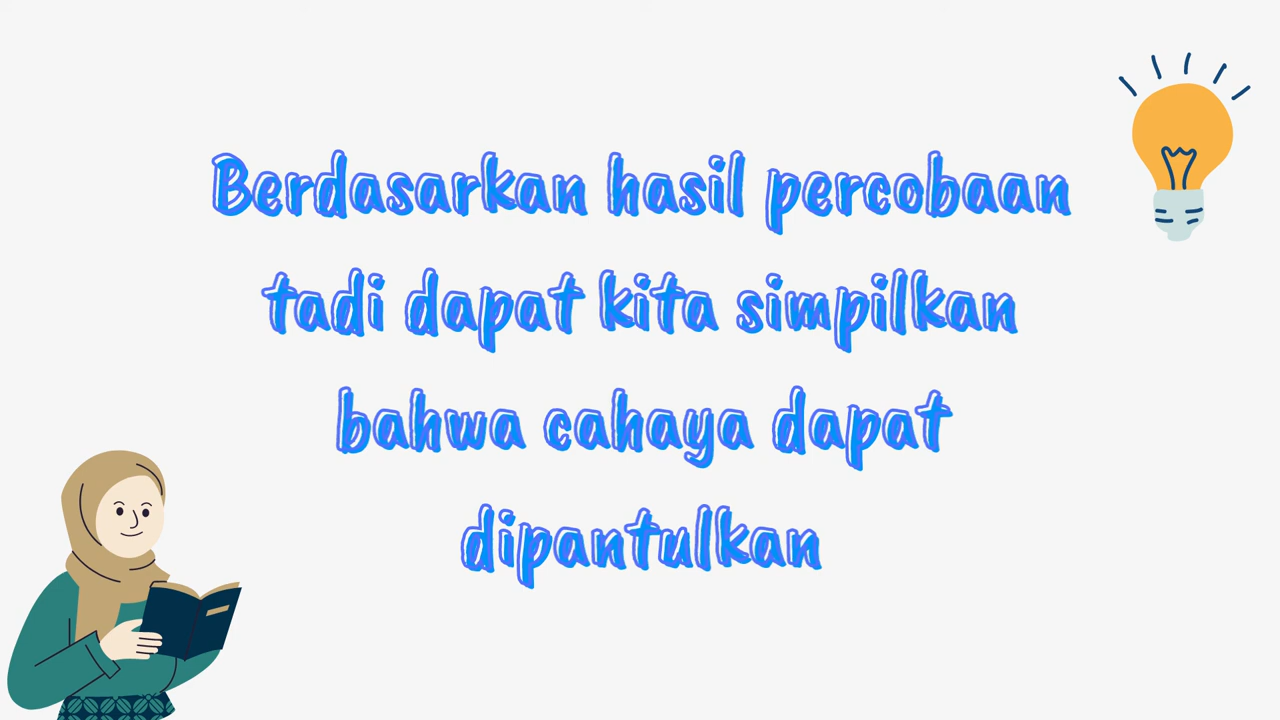 Berdasarkan hasil percobaan
tadi dapat kita simpilkan
bahwa cahaya dapat
dipantulkan